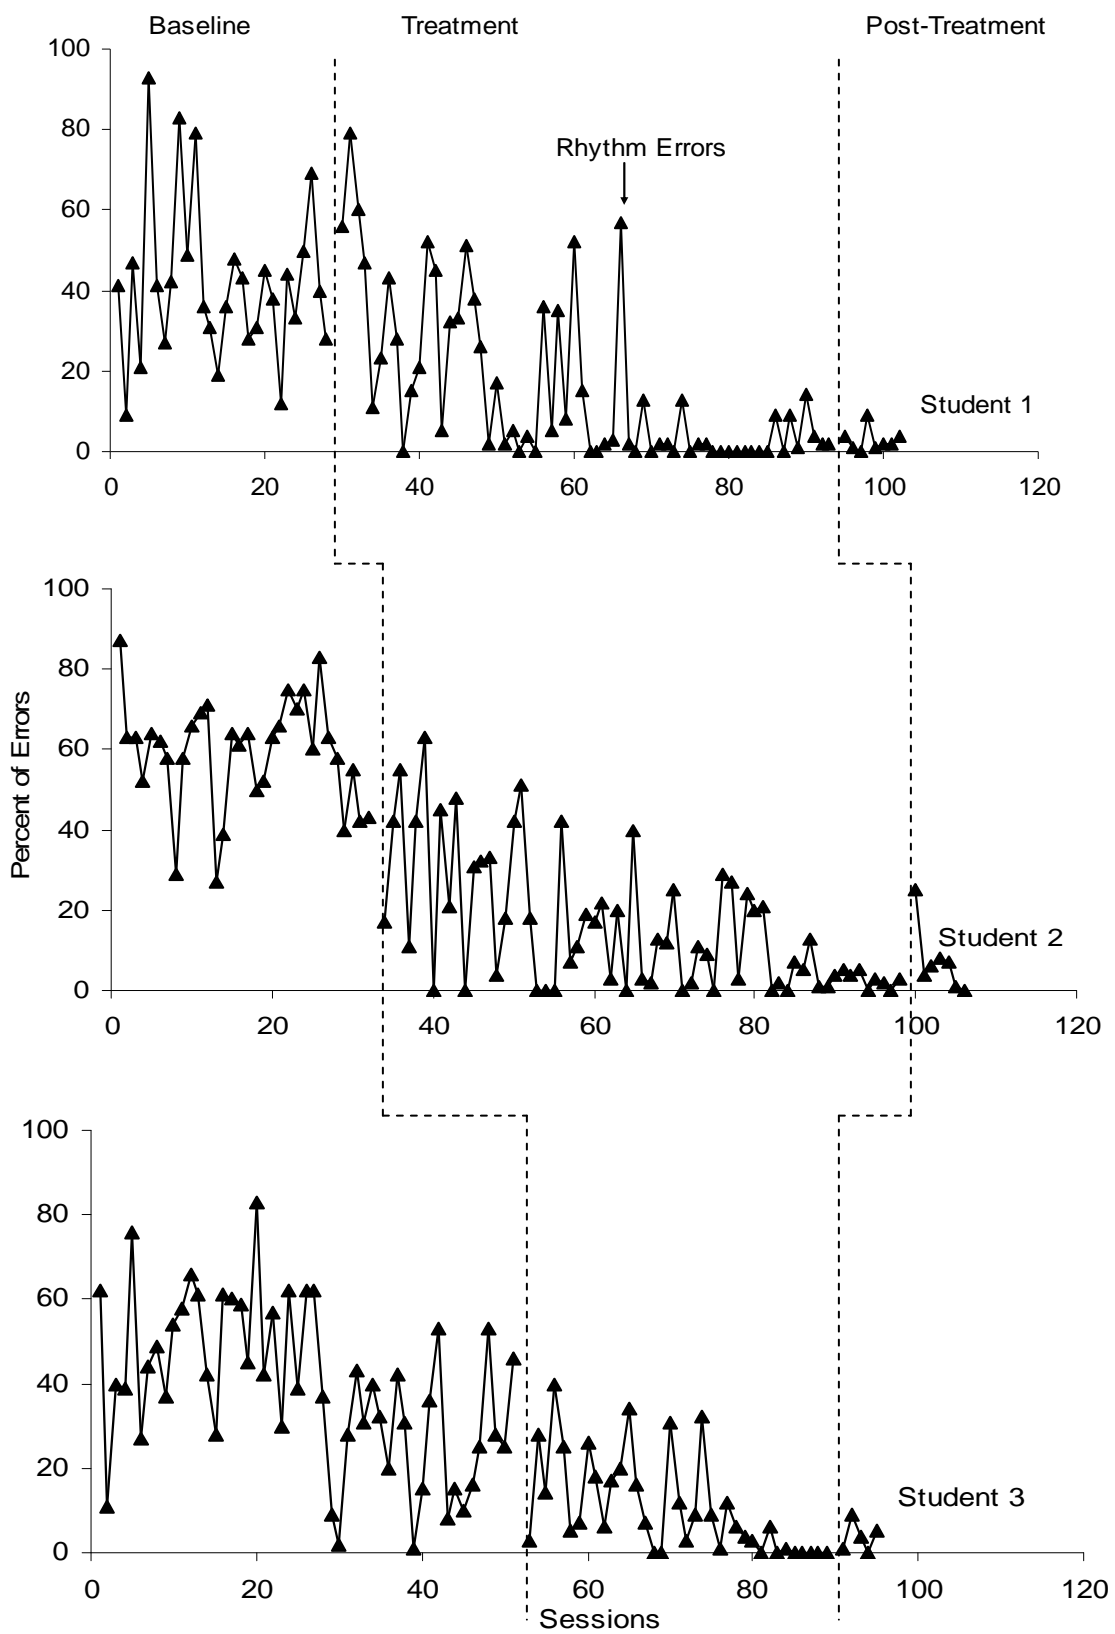 Baseline Treatment Post-Treatment
100
80
Rhythm Errors
60
40
20
Student 1
0
0 20 40 60 80 100 120
100
80
Percent of Errors
60
40
20
Student 2
0
0 20 40 60 80 100 120
100
80
60
40
20
Student 3
0
0 20 40 60 80 100 120
Sessions